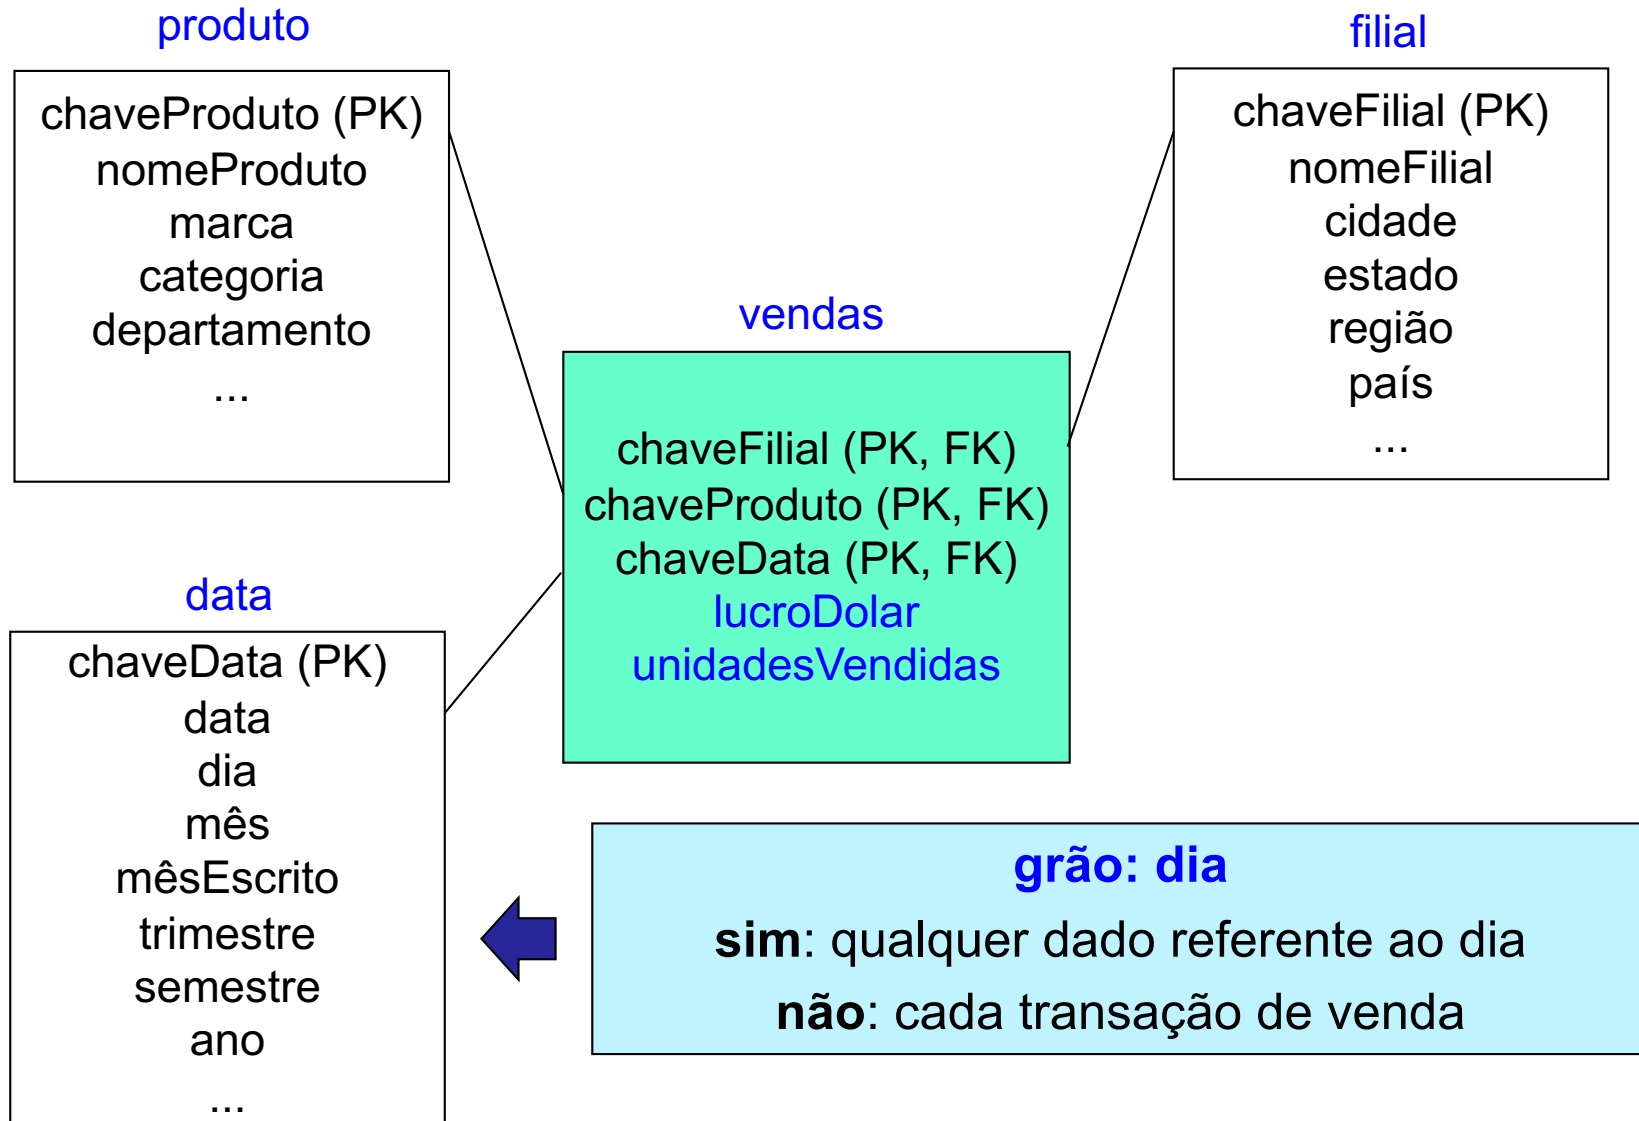 produto
chaveProduto (PK)
nomeProduto
marca
categoria
departamento
...
filial
chaveFilial (PK)
nomeFilial
cidade
estado
região
país
...
vendas
chaveFilial (PK, FK)
chaveProduto (PK, FK)
chaveData (PK, FK)
lucroDolar
unidadesVendidas
data
chaveData (PK)
data
dia
mês
mêsEscrito
trimestre
semestre
ano
...
grão: dia
sim: qualquer dado referente ao dia
não: cada transação de venda